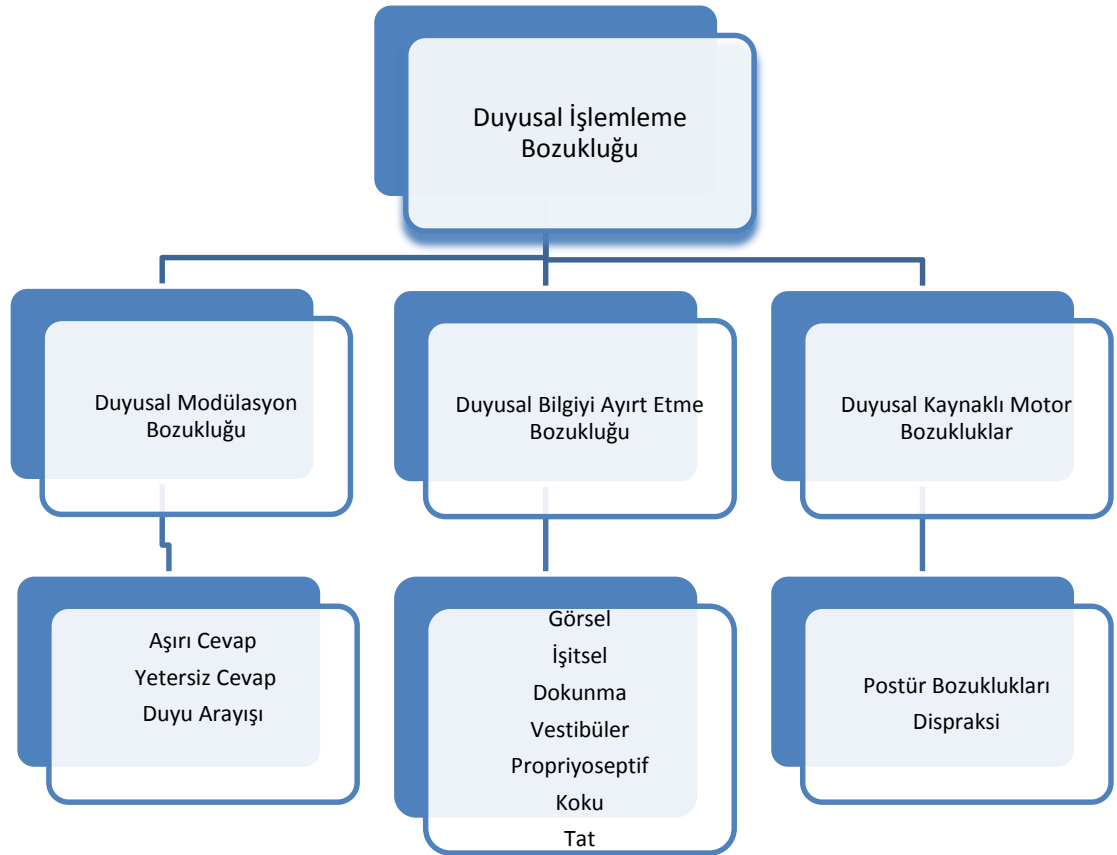 Duyusal İşlemleme
Bozukluğu
Duyusal Modülasyon
Bozukluğu
Duyusal Bilgiyi Ayırt Etme
Bozukluğu
Duyusal Kaynaklı Motor
Bozukluklar
Aşırı Cevap
Yetersiz Cevap
Duyu Arayışı
Görsel
İşitsel
Dokunma
Vestibüler
Propriyoseptif
Koku
Tat
Postür Bozuklukları
Dispraksi